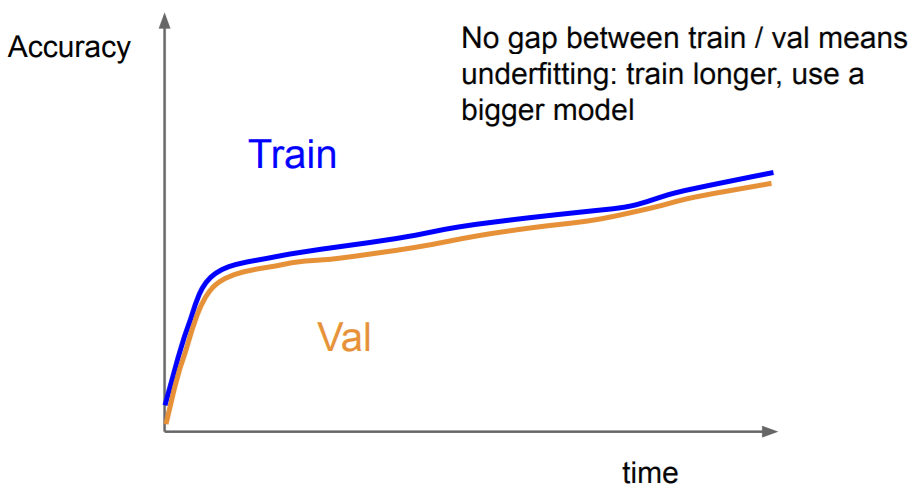 Accuracy
No gap between train / val means
underfitting: train longer, use a
bigger model
Train
Val
time